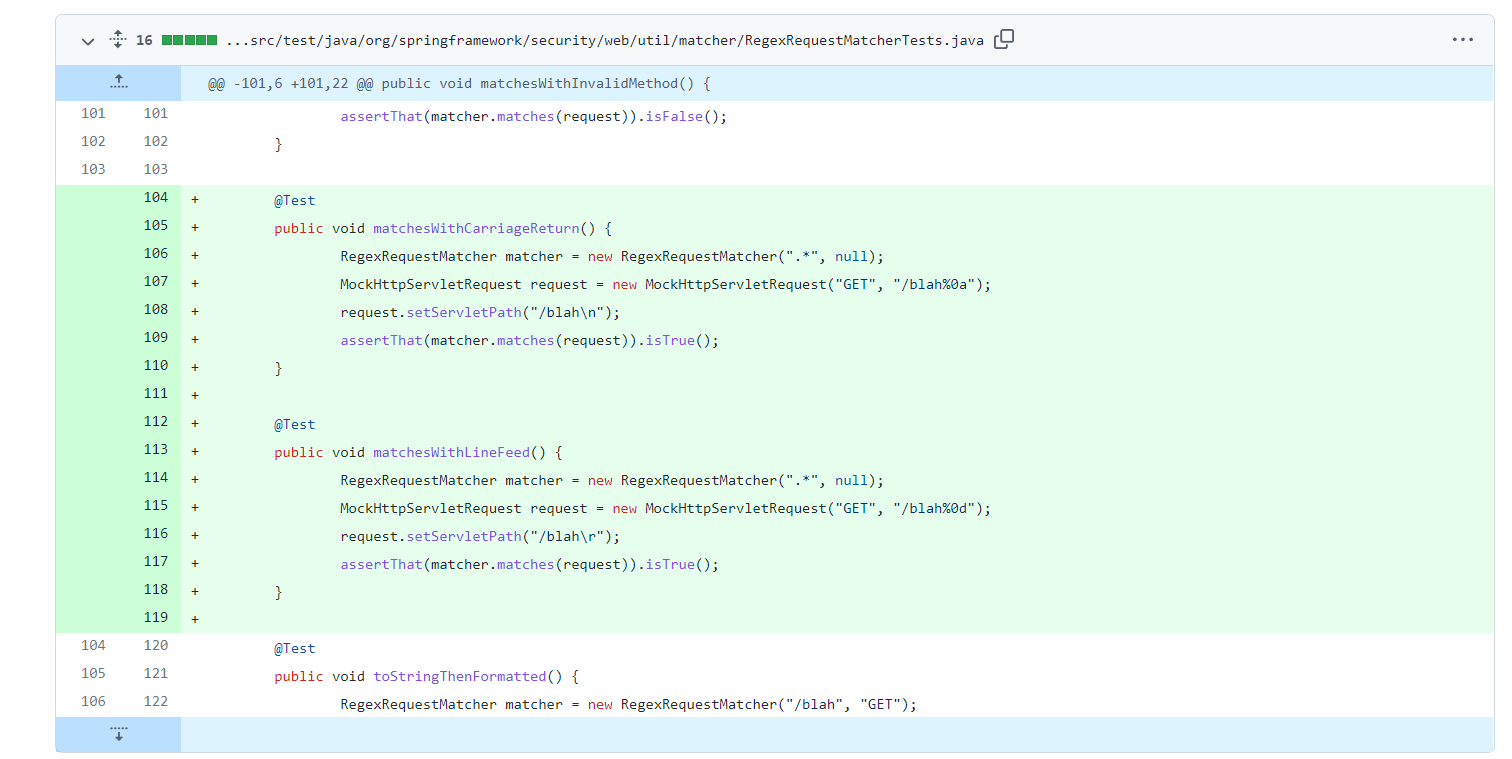 16 ...src/test/java/org/springframework/security/web/util/matcher/RegexRequestMatcherTests.java
@@ -101,6 +101,22 @@ public void matchesWithInvalidMethod() {
101 101 assertThat(matcher.matches(request)).isFalse();
102 102 }
103 103
104 + @Test
105 + public void matchesWithCarriageReturn() {
106 + RegexRequestMatcher matcher = new RegexRequestMatcher(".*", null);
107 + MockHttpServletRequest request = new MockHttpServletRequest("GET", "/blah%0a");
108 + request.setServletPath("/blah\n");
109 + assertThat(matcher.matches(request)).isTrue();
110 + }
111 +
112 + @Test
113 + public void matchesWithLineFeed() {
114 + RegexRequestMatcher matcher = new RegexRequestMatcher(".*", null);
115 + MockHttpServletRequest request = new MockHttpServletRequest("GET", "/blah%0d");
116 + request.setServletPath("/blah\r");
117 + assertThat(matcher.matches(request)).isTrue();
118 + }
119 +
104 120 @Test
105 121 public void toStringThenFormatted() {
106 122 RegexRequestMatcher matcher = new RegexRequestMatcher("/blah", "GET");